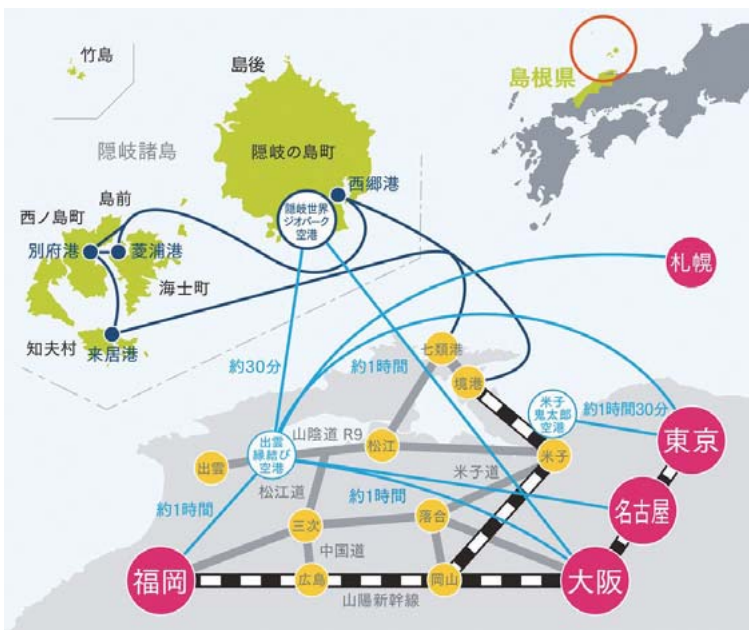 竹島
島後
島根県
隠岐諸島
隠岐の島町
島前
西郷港
西ノ島町
隠岐世界
ジオパーク
空港
別府港
菱浦港
札幌
海士町
知夫村
来居港
七類港
約30分
約1時間
境港
米子
鬼太郎
空港
約1時間30分
東京
山陰道 R9
松江
出雲
縁結び
空港
出雲
米子
米子道
松江道
約1時間
約1時間
名古屋
三次
落合
中国道
福岡
広島
岡山
大阪
山陽新幹線